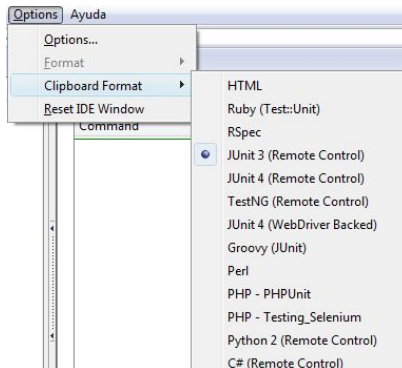 Options Ayuda
Options...
Format
Clipboard Format
Reset IDE Window
Command
HTML
Ruby (Test::Unit)
RSpec
JUnit 3 (Remote Control)
JUnit 4 (Remote Control)
TestNG (Remote Control)
JUnit 4 (WebDriver Backed)
Groovy (JUnit)
Perl
PHP - PHPUnit
PHP - Testing_Selenium
Python 2 (Remote Control)
C# (Remote Control)